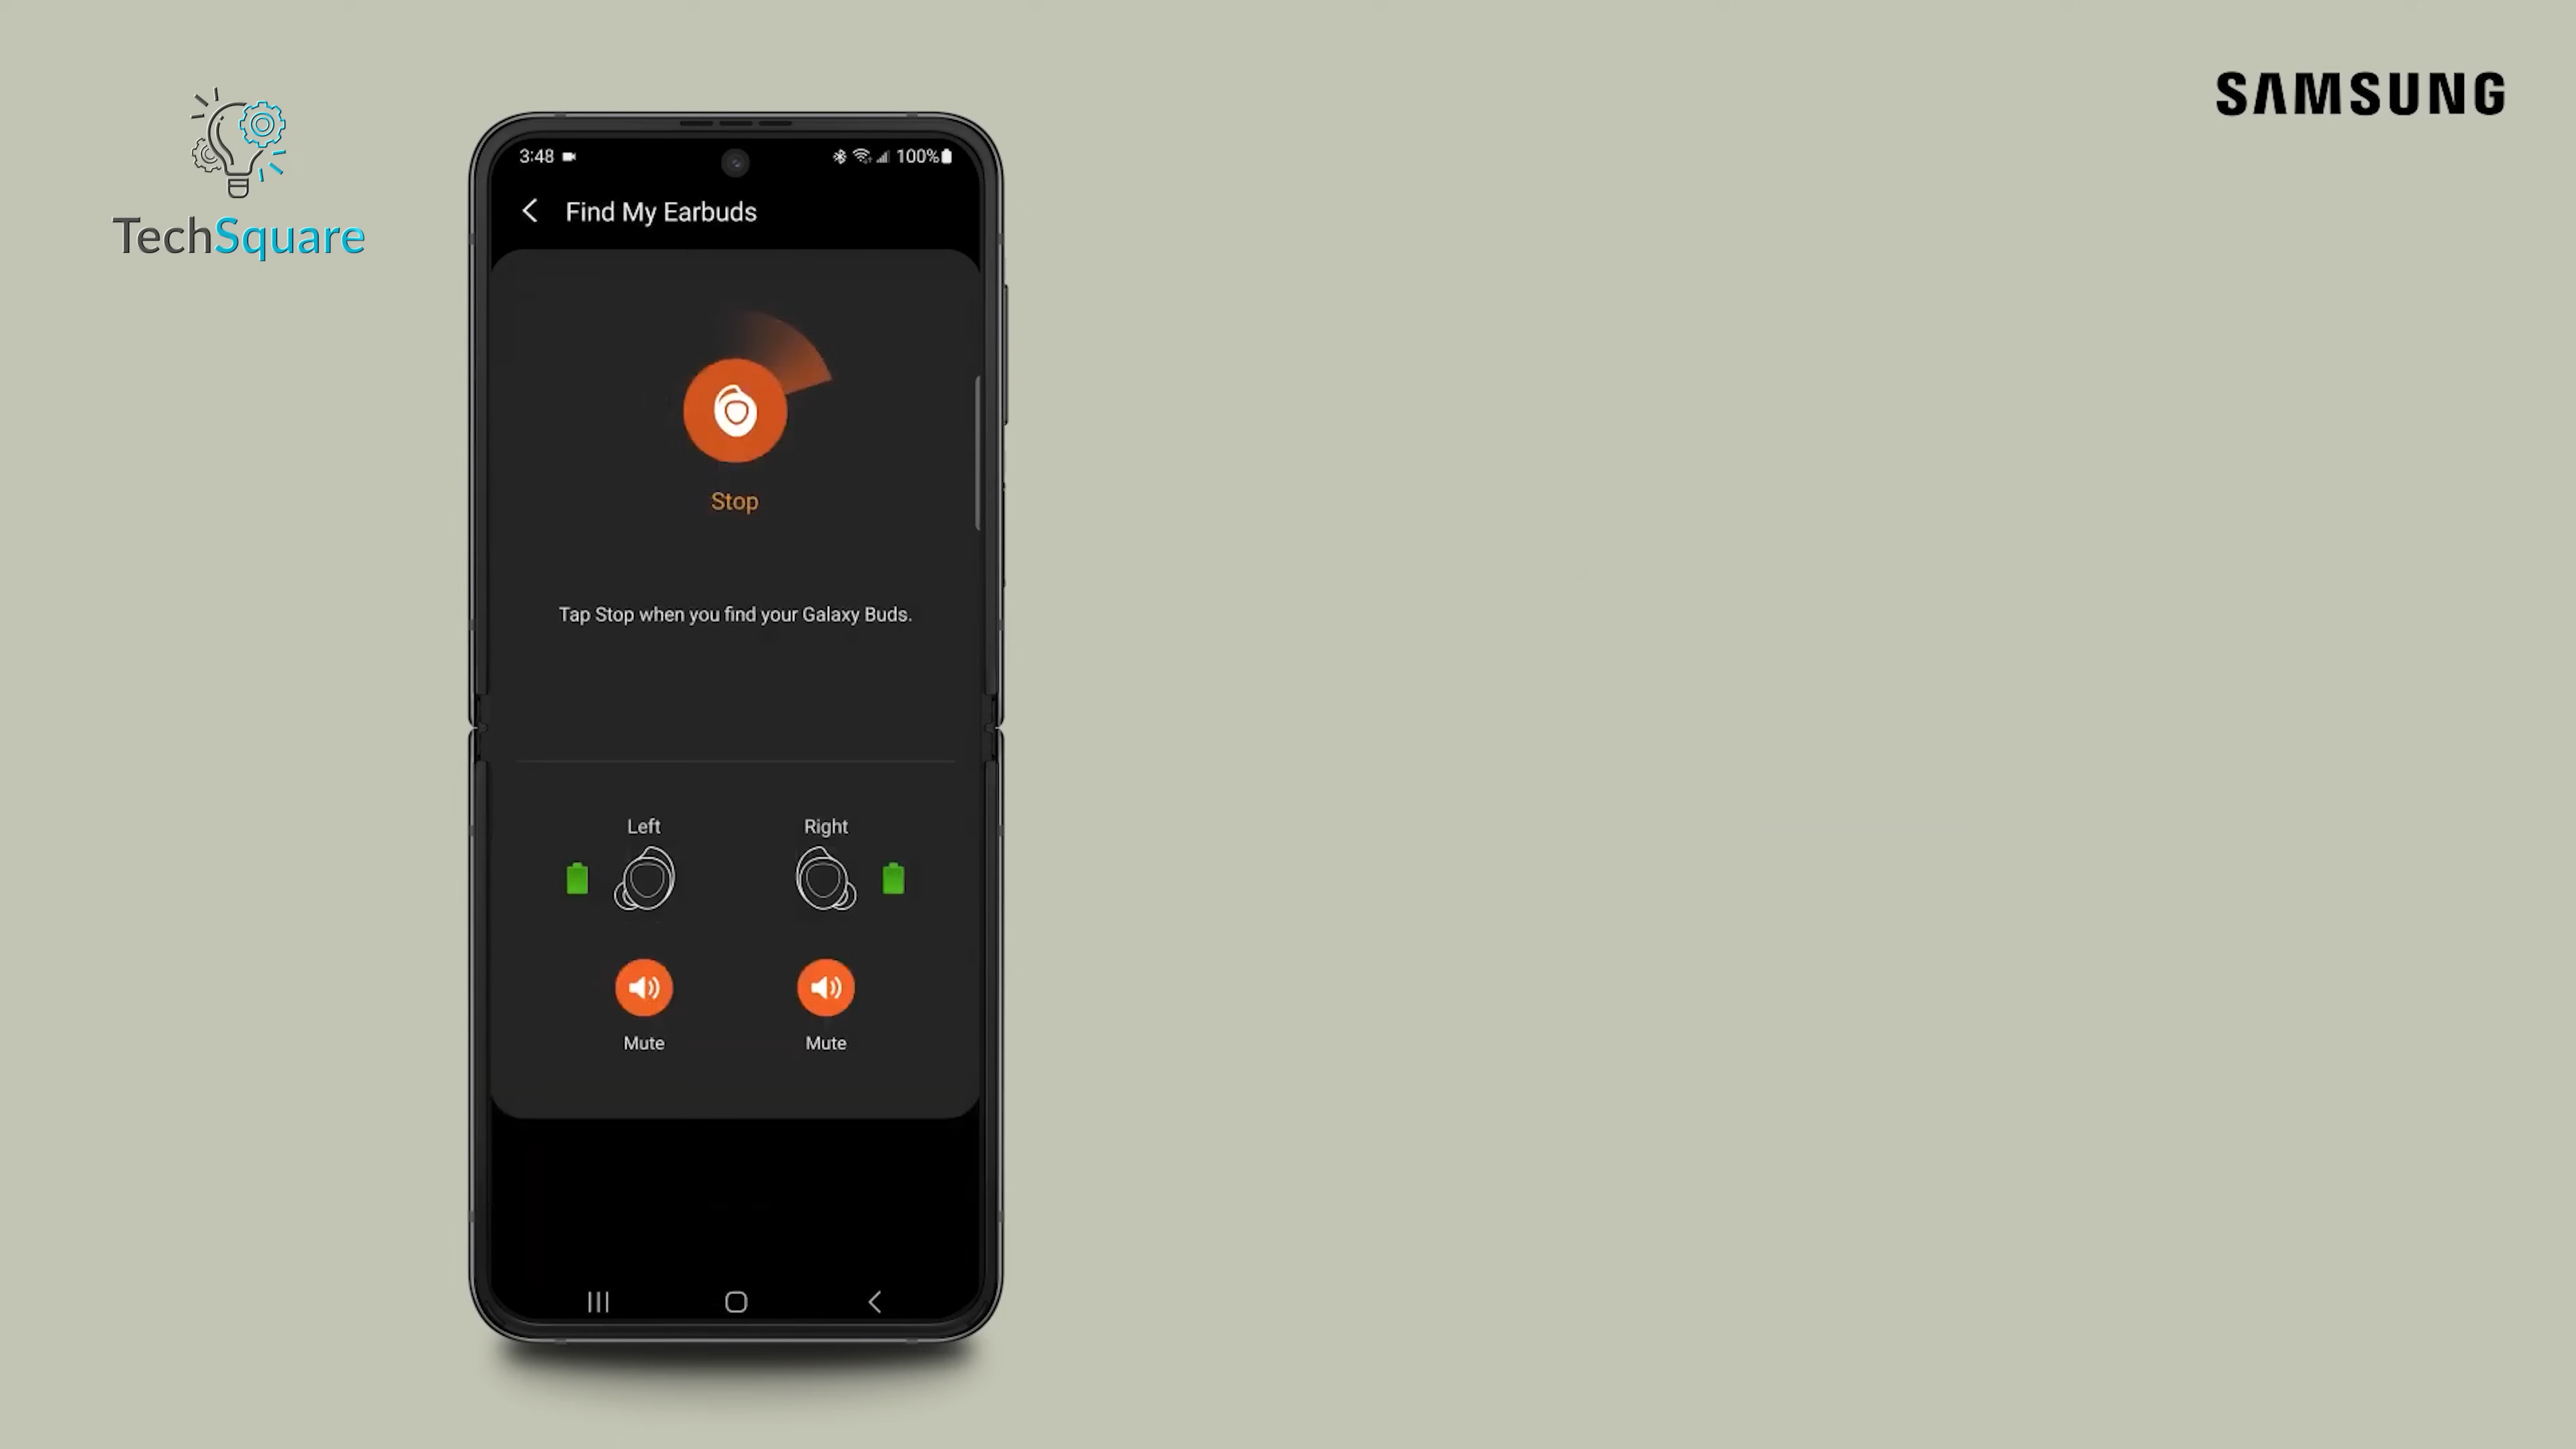 TechSquare
SAMSUNG
3:48
100%
Find My Earbuds
Stop
Tap Stop when you find your Galaxy Buds.
Left Right
Mute Mute